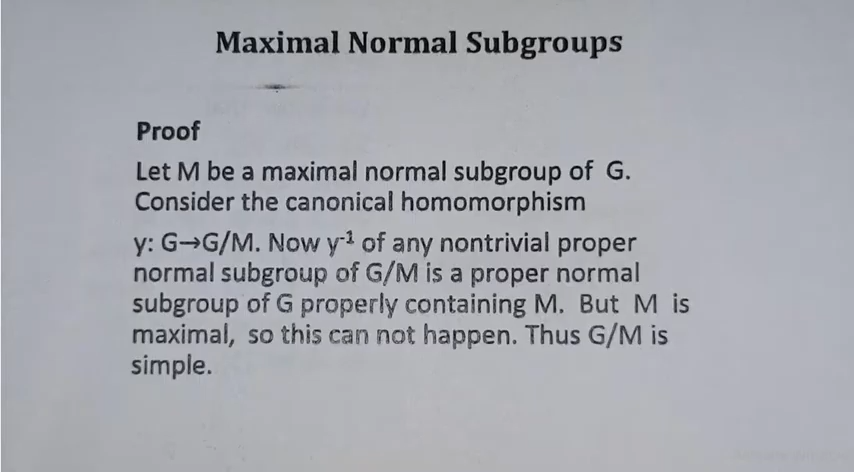 Maximal Normal Subgroups
Proof
Let M be a maximal normal subgroup of G.
Consider the canonical homomorphism
y: G→G/M. Now y⁻¹ of any nontrivial proper
normal subgroup of G/M is a proper normal
subgroup of G properly containing M. But M is
maximal, so this can not happen. Thus G/M is
simple.